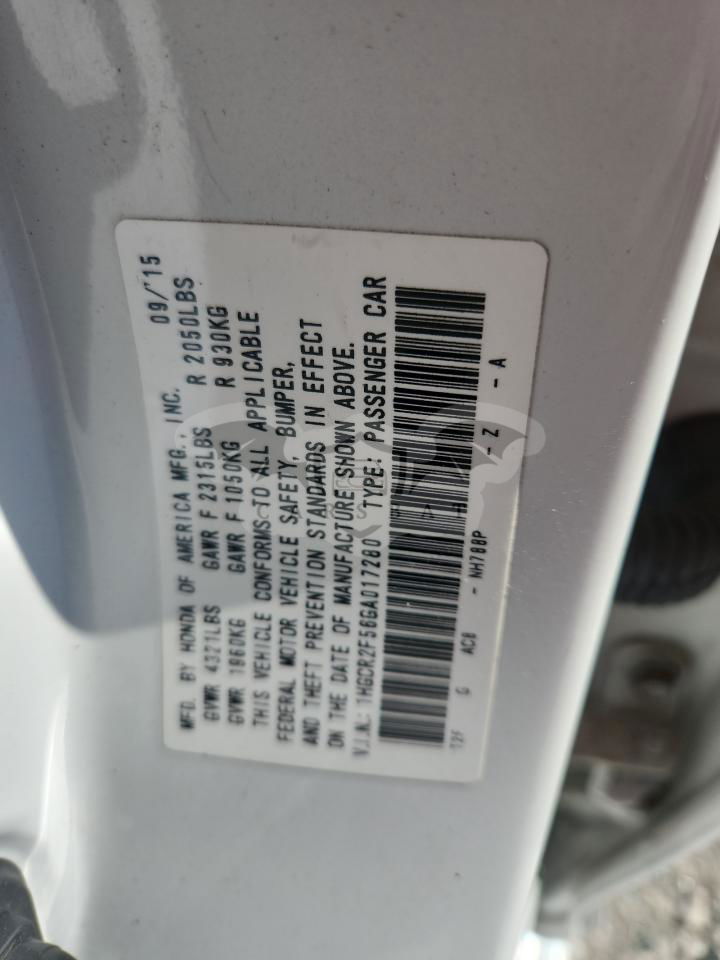 MFD. BY HONDA OF AMERICA MFG., INC. 09/'15
GVWR 4321LBS GAWR F 2315LBS R 2050LBS
GVWR 1960KG GAWR F 1050KG R 930KG
THIS VEHICLE CONFORMS TO ALL APPLICABLE
FEDERAL MOTOR VEHICLE SAFETY, BUMPER,
AND THEFT PREVENTION STANDARDS IN EFFECT
ON THE DATE OF MANUFACTURE SHOWN ABOVE.
V.I.N.: 1HGCR2F56GA017280 TYPE: PASSENGER CAR
T2F G AC8 - NH788P - Z - A